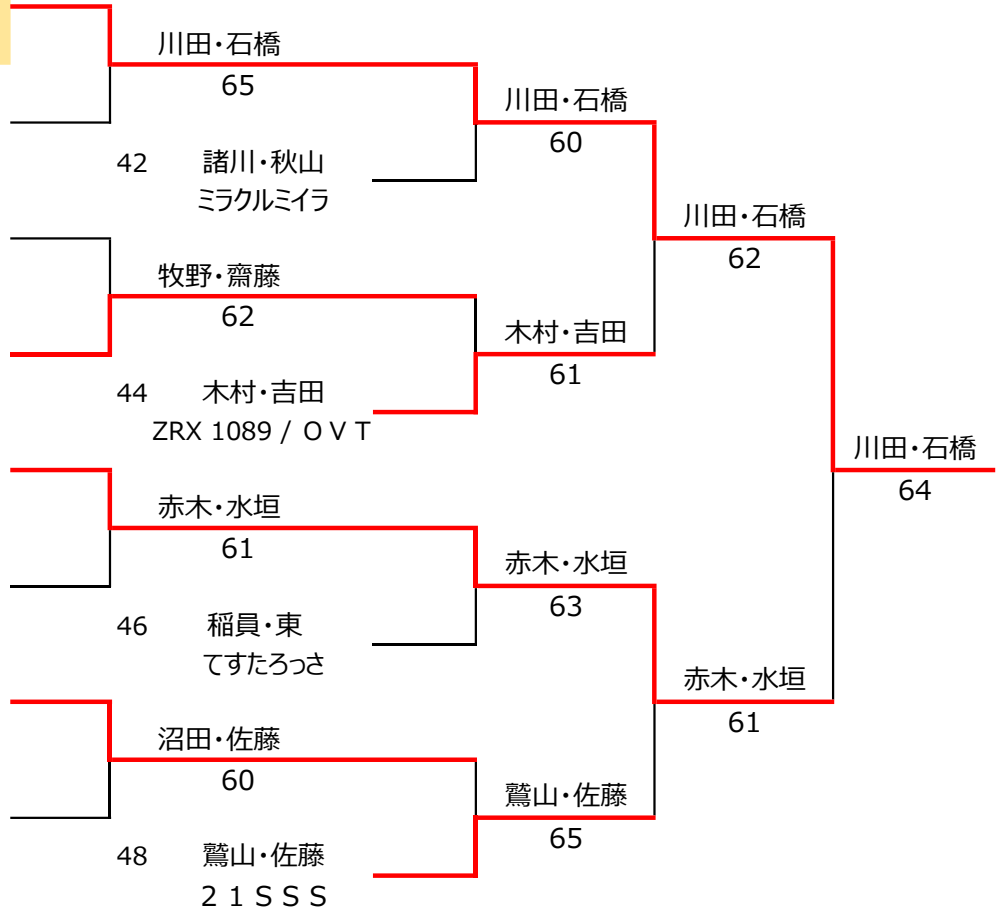 川田・石橋
65
川田・石橋
60
42 諸川・秋山
ミラクルミイラ
川田・石橋
62
牧野・齋藤
62
木村・吉田
61
44 木村・吉田
ZRX 1089 / ＯＶＴ
川田・石橋
64
赤木・水垣
61
赤木・水垣
63
46 稲員・東
てすたろっさ
赤木・水垣
61
沼田・佐藤
60
鷲山・佐藤
65
48 鷲山・佐藤
２１ＳＳＳ